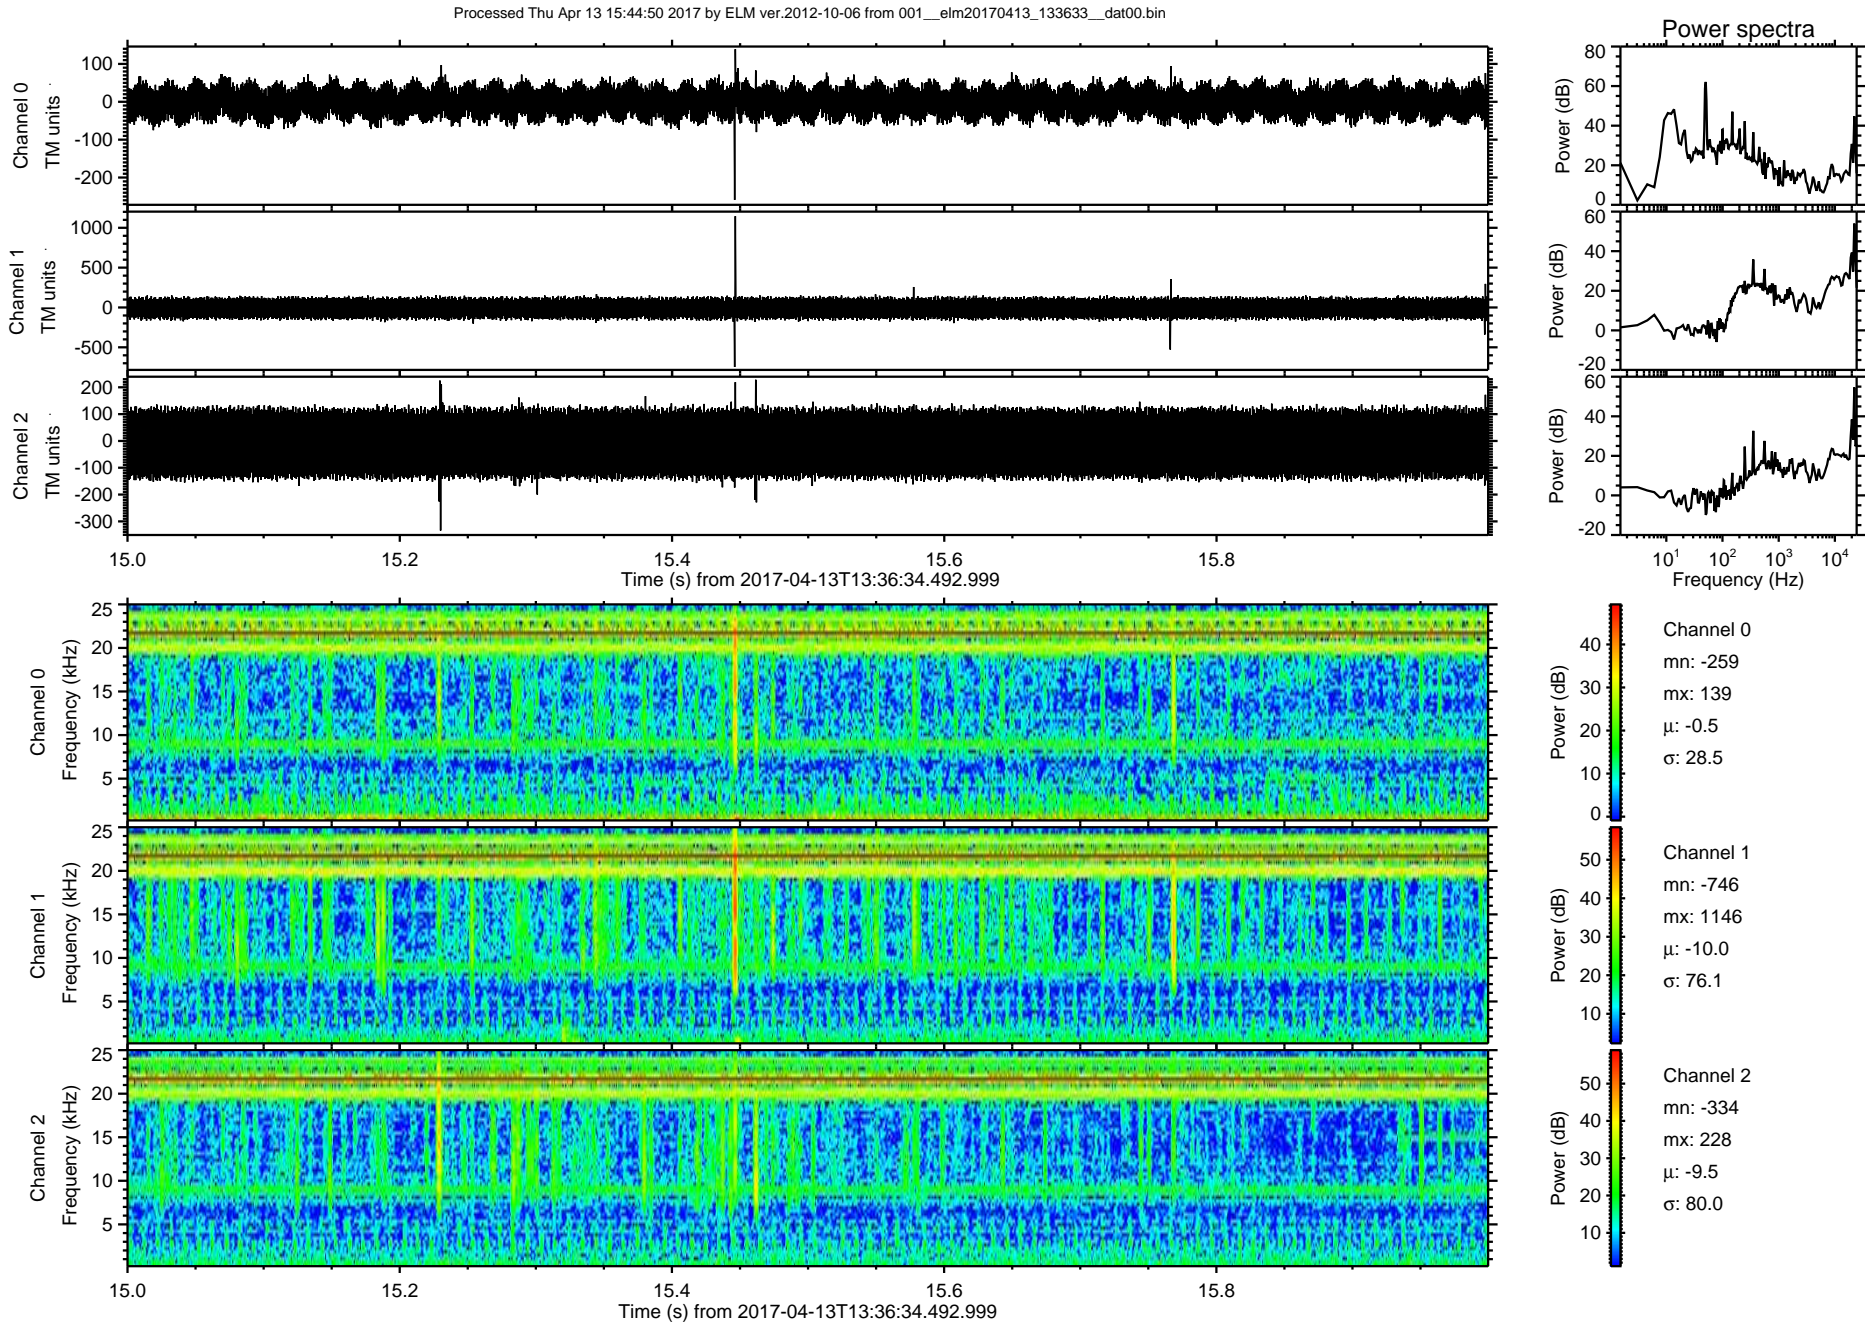 Processed Thu Apr 13 15:44:50 2017 by ELM ver.2012-10-06 from 001__elm20170413_133633__dat00.bin
Power spectra
Channel 0
TM units
100
0
-100
-200
Power (dB)
80
60
40
20
0
Channel 1
TM units
1000
500
0
-500
Power (dB)
60
40
20
0
-20
Channel 2
TM units
200
100
0
-100
-200
-300
Power (dB)
60
40
20
0
-20
15.0 15.2 15.4 15.6 15.8
Time (s) from 2017-04-13T13:36:34.492.999
10^1 10^2 10^3 10^4
Frequency (Hz)
Channel 0
Frequency (kHz)
25
20
15
10
5
Power (dB)
40
30
20
10
0
Channel 0
mn: -259
mx: 139
μ: -0.5
σ: 28.5
Channel 1
Frequency (kHz)
25
20
15
10
5
Power (dB)
50
40
30
20
10
Channel 1
mn: -746
mx: 1146
μ: -10.0
σ: 76.1
Channel 2
Frequency (kHz)
25
20
15
10
5
Power (dB)
50
40
30
20
10
Channel 2
mn: -334
mx: 228
μ: -9.5
σ: 80.0
15.0 15.2 15.4 15.6 15.8
Time (s) from 2017-04-13T13:36:34.492.999